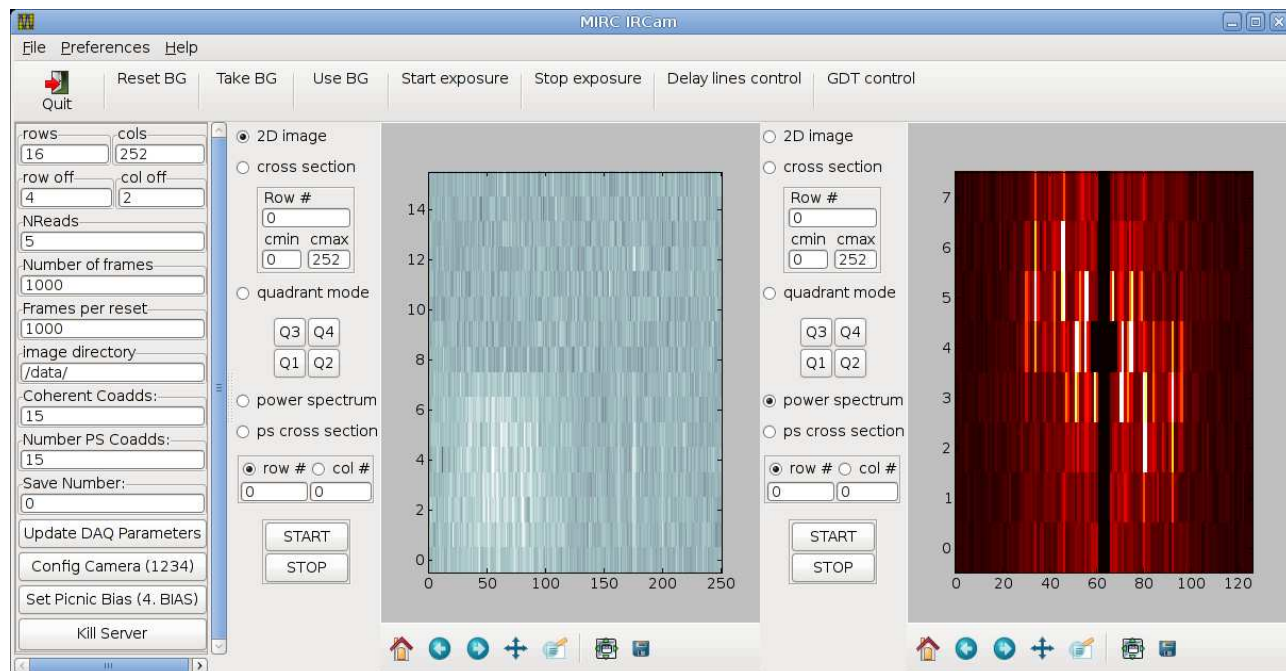 MIRC IRCam
File Preferences Help
Quit
Reset BG Take BG Use BG Start exposure Stop exposure Delay lines control GDT control
rows cols
16 252
row off col off
4 2
NReads
5
Number of frames
1000
Frames per reset
1000
image directory
/data/
Coherent Coadds:
15
Number PS Coadds:
15
Save Number:
0
Update DAQ Parameters
Config Camera (1234)
Set Picnic Bias (4. BIAS)
Kill Server
2D image
cross section
Row #
0
cmin cmax
0 252
quadrant mode
Q3 Q4
Q1 Q2
power spectrum
ps cross section
row # col #
0 0
START
STOP
14
12
10
8
6
4
2
0
0 50 100 150 200 250
2D image
cross section
Row #
0
cmin cmax
0 252
quadrant mode
Q3 Q4
Q1 Q2
power spectrum
ps cross section
row # col #
0 0
START
STOP
7
6
5
4
3
2
1
0
0 20 40 60 80 100 120